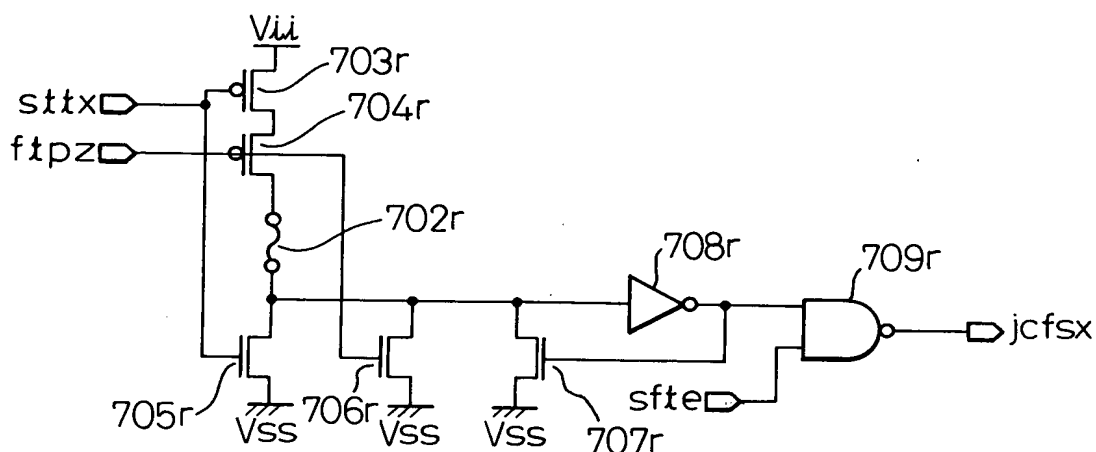 Vii
703r
sttx
704r
ftpz
702r
708r
709r
jcfsx
705r
706r
sfte
707r
Vss
Vss
Vss